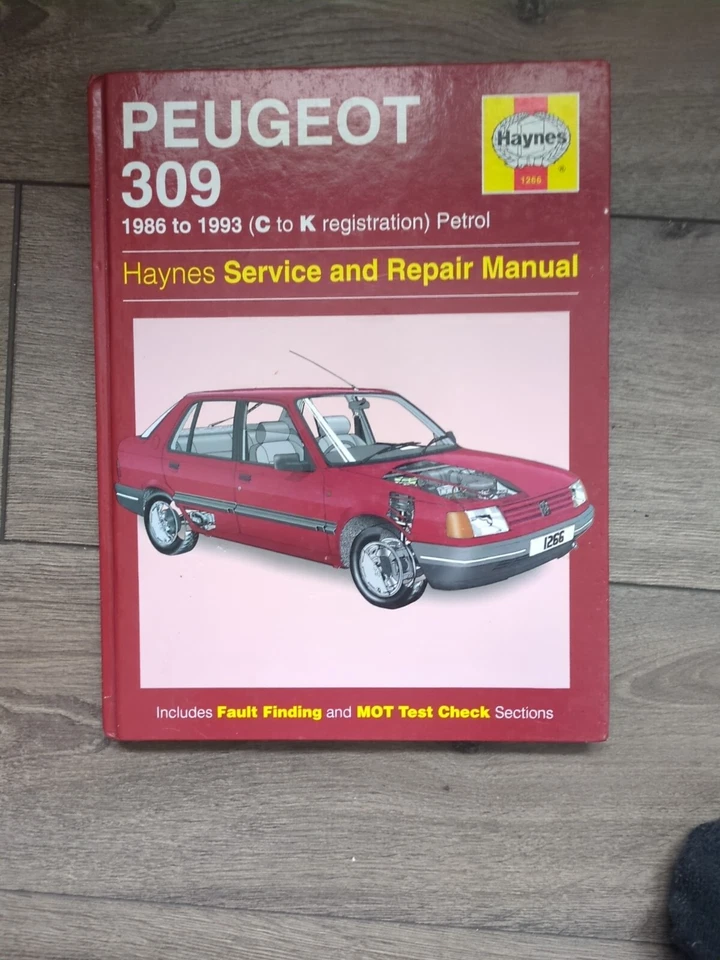 PEUGEOT
309
Haynes
1266
®
1986 to 1993 (C to K registration) Petrol
Haynes Service and Repair Manual
1266
Includes Fault Finding and MOT Test Check Sections